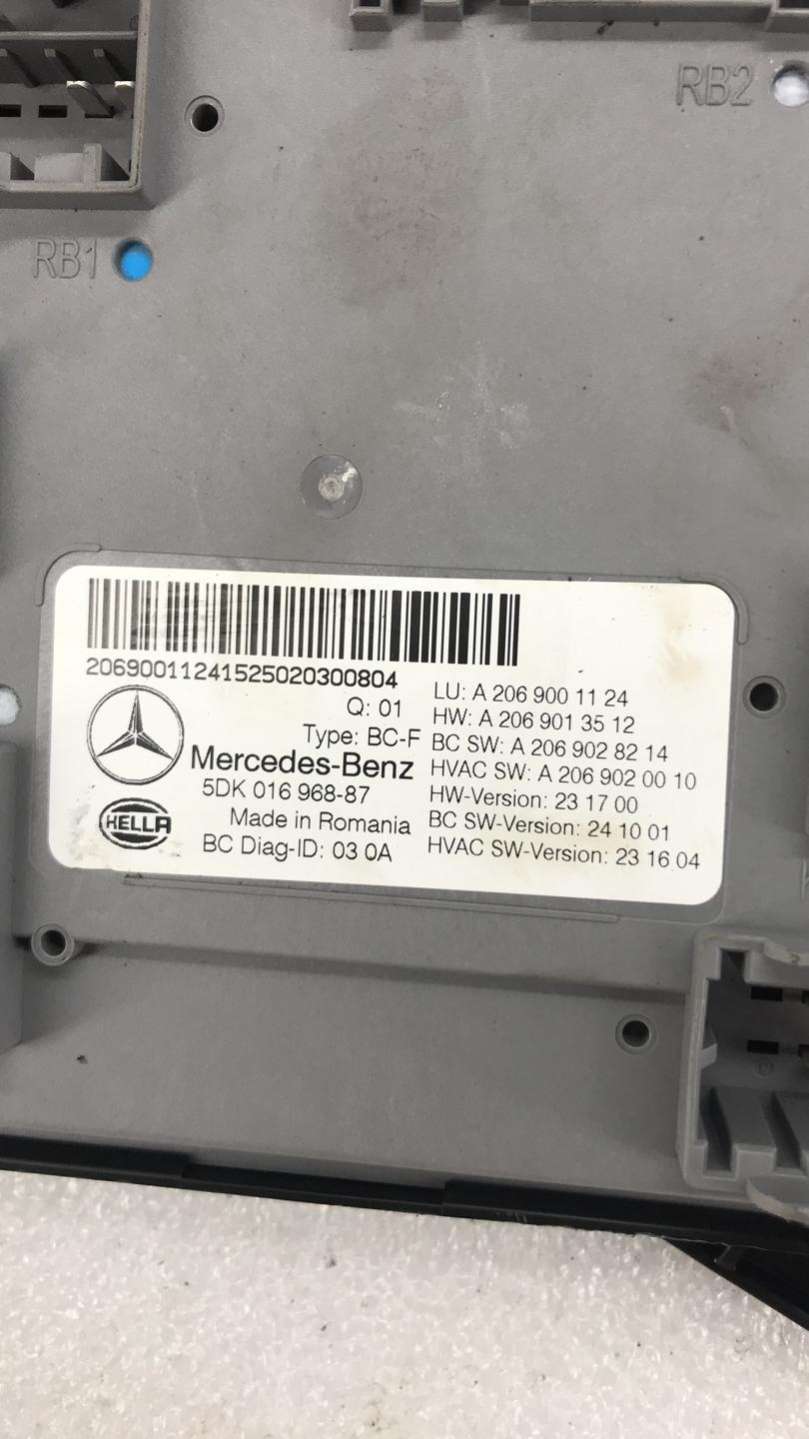 RB2
RB1
20690011241525020300804
Q: 01
Type: BC-F
Mercedes-Benz
5DK 016 968-87
HELLA
Made in Romania
BC Diag-ID: 03 0A
LU: A 206 900 11 24
HW: A 206 901 35 12
BC SW: A 206 902 82 14
HVAC SW: A 206 902 00 10
HW-Version: 23 17 00
BC SW-Version: 24 10 01
HVAC SW-Version: 23 16 04